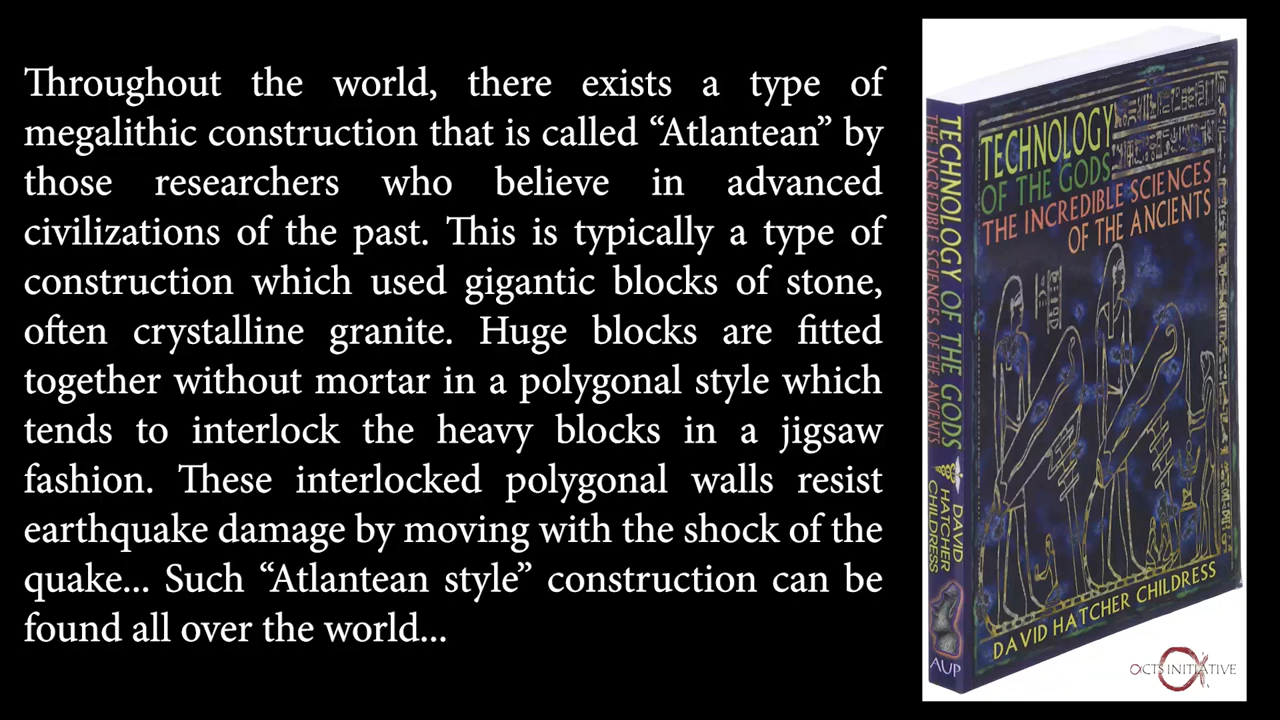 Throughout the world, there exists a type of
megalithic construction that is called “Atlantean” by
those researchers who believe in advanced
civilizations of the past. This is typically a type of
construction which used gigantic blocks of stone,
often crystalline granite. Huge blocks are fitted
together without mortar in a polygonal style which
tends to interlock the heavy blocks in a jigsaw
fashion. These interlocked polygonal walls resist
earthquake damage by moving with the shock of the
quake... Such “Atlantean style” construction can be
found all over the world...
TECHNOLOGY OF THE GODS
THE INCREDIBLE SCIENCES OF THE ANCIENTS
DAVID
HATCHER
CHILDRESS
AUP
TECHNOLOGY
OF THE GODS
THE INCREDIBLE SCIENCES
OF THE ANCIENTS
DAVID HATCHER CHILDRESS
ACTS INITIATIVE